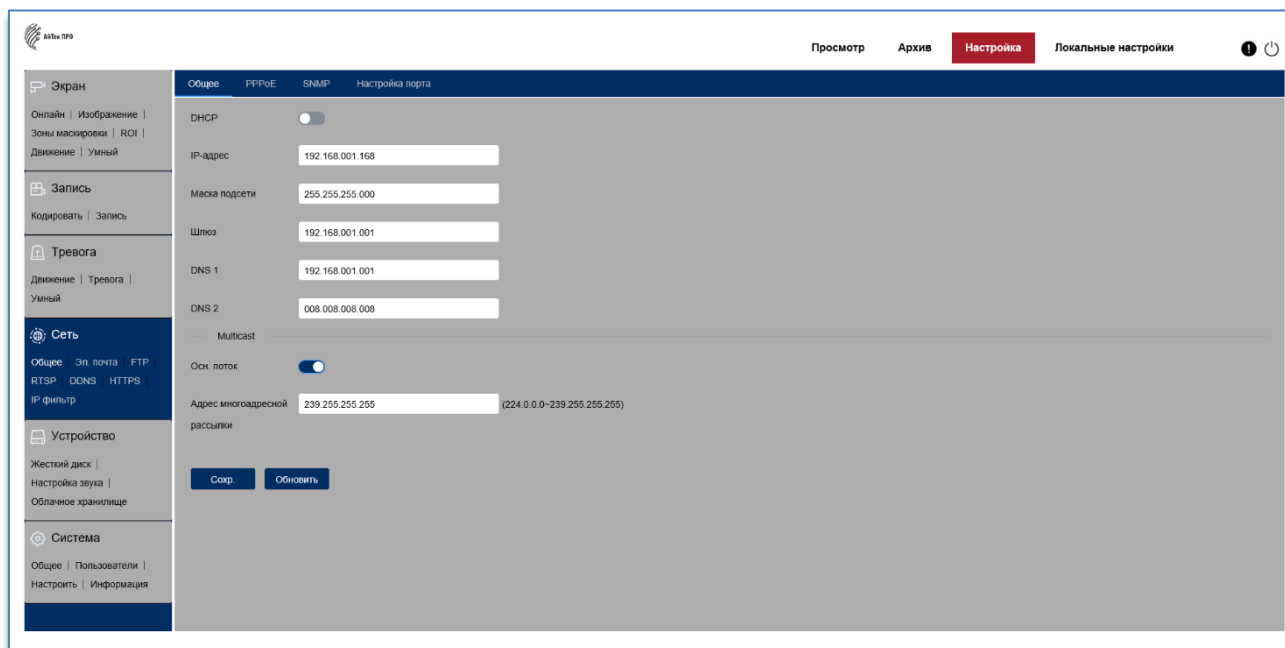 АйТек ПРО
Просмотр Архив Настройка Локальные настройки
Экран
Онлайн | Изображение |
Зоны маскировки | ROI |
Движение | Умный
Запись
Кодировать | Запись
Тревога
Движение | Тревога |
Умный
Сеть
Общее | Эл. почта | FTP |
RTSP | DDNS | HTTPS |
IP фильтр
Устройство
Жесткий диск |
Настройка звука |
Облачное хранилище
Система
Общее | Пользователи |
Настроить | Информация
Общее PPPoE SNMP Настройка порта
DHCP
IP-адрес 192.168.001.168
Маска подсети 255.255.255.000
Шлюз 192.168.001.001
DNS 1 192.168.001.001
DNS 2 008.008.008.008
Multicast
Осн. поток
Адрес многоадресной 239.255.255.255 (224.0.0.0~239.255.255.255)
рассылки
Сохр. Обновить